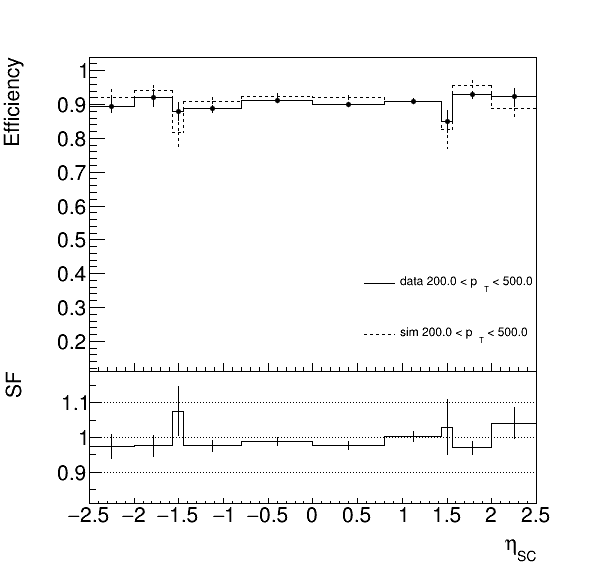 Efficiency
1
0.9
0.8
0.7
0.6
0.5
0.4
0.3
0.2
data 200.0 < p T < 500.0
sim 200.0 < p T < 500.0
SF
1.1
1
0.9
−2.5 −2 −1.5 −1 −0.5 0 0.5 1 1.5 2 2.5
ηSC